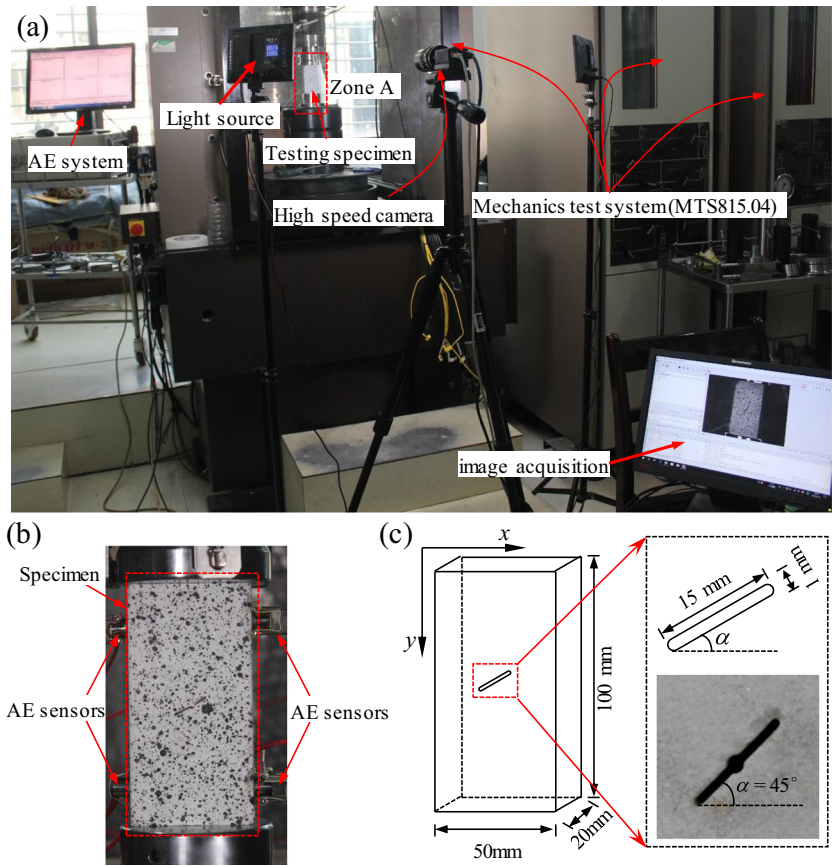 (a)
Zone A
Light source
AE system
Testing specimen
High speed camera
Mechanics test system(MTS815.04)
image acquisition
(b)
Specimen
AE sensors
AE sensors
(c)
x
y
100 mm
20mm
50mm
15 mm
1 mm
α
α = 45°